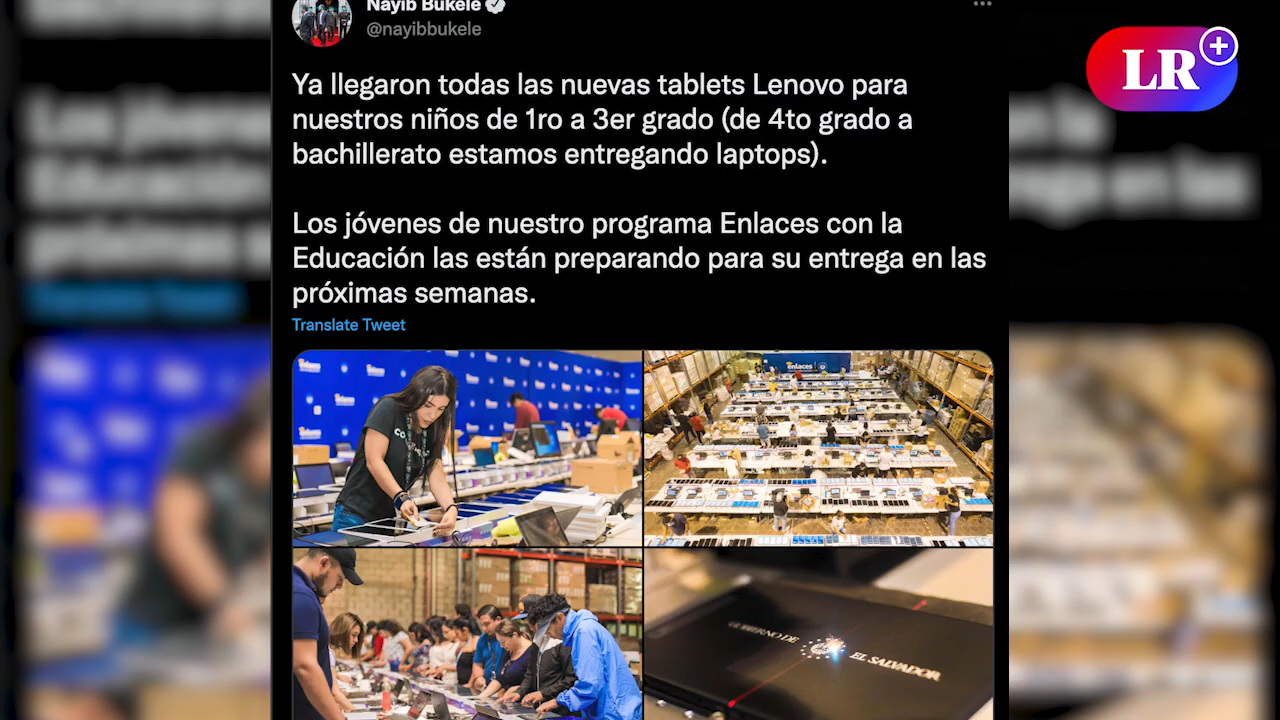 Nayib Bukele
@nayibbukele
LR+
Ya llegaron todas las nuevas tablets Lenovo para
nuestros niños de 1ro a 3er grado (de 4to grado a
bachillerato estamos entregando laptops).
Los jóvenes de nuestro programa Enlaces con la
Educación las están preparando para su entrega en las
próximas semanas.
Translate Tweet
enlaces
GOBIERNO DE EL SALVADOR